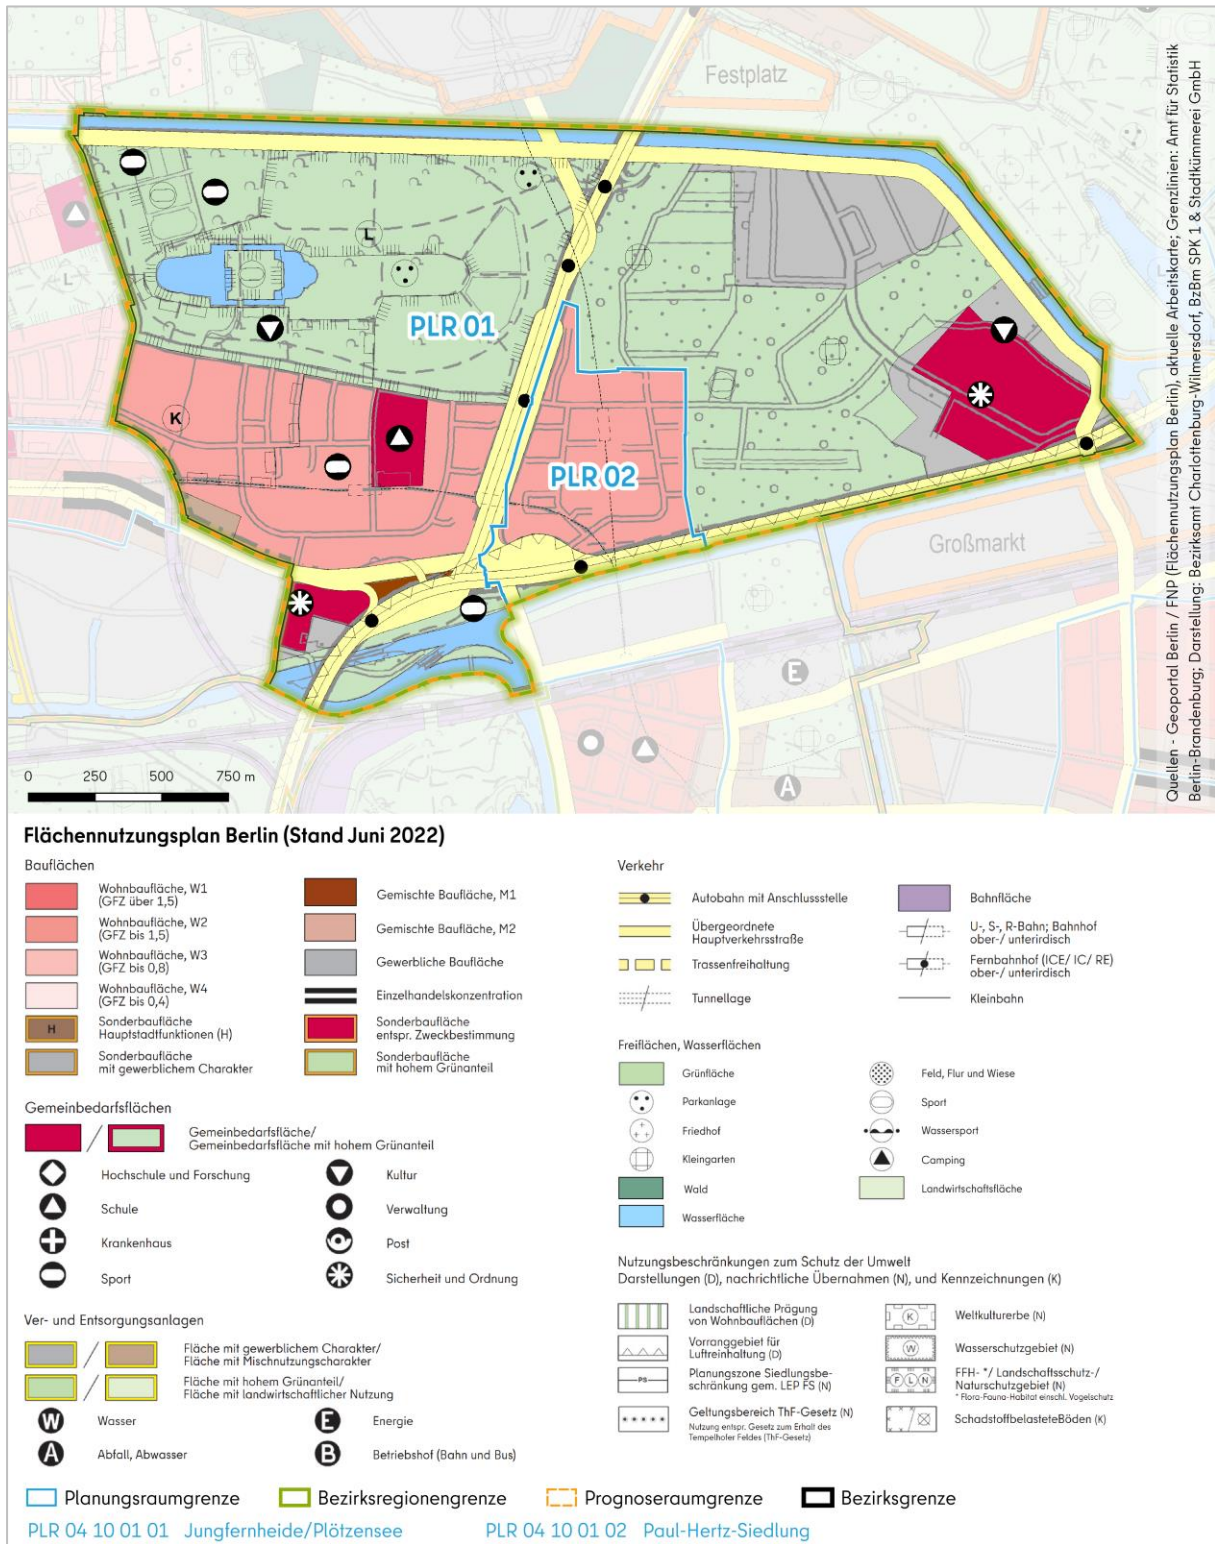 Festplatz
L
PLR 01
K
PLR 02
L
Großmarkt
E
A
0 250 500 750 m
Quellen - Geoportal Berlin / FNP (Flächennutzungsplan Berlin), aktuelle Arbeitskarte; Grenzlinien: Amt für Statistik
Berlin-Brandenburg; Darstellung: Bezirksamt Charlottenburg-Wilmersdorf, BzBm SPK 1 & Stadtkümmerei GmbH
Flächennutzungsplan Berlin (Stand Juni 2022)
Bauflächen
Wohnbaufläche, W1
(GFZ über 1,5)
Wohnbaufläche, W2
(GFZ bis 1,5)
Wohnbaufläche, W3
(GFZ bis 0,8)
Wohnbaufläche, W4
(GFZ bis 0,4)
H
Sonderbaufläche
Hauptstadtfunktionen (H)
Sonderbaufläche
mit gewerblichem Charakter
Gemischte Baufläche, M1
Gemischte Baufläche, M2
Gewerbliche Baufläche
Einzelhandelskonzentration
Sonderbaufläche
entspr. Zweckbestimmung
Sonderbaufläche
mit hohem Grünanteil
Gemeinbedarfsflächen
/
Gemeinbedarfsfläche/
Gemeinbedarfsfläche mit hohem Grünanteil
Hochschule und Forschung
Schule
Krankenhaus
Sport
Kultur
Verwaltung
Post
Sicherheit und Ordnung
Ver- und Entsorgungsanlagen
/
Fläche mit gewerblichem Charakter/
Fläche mit Mischnutzungscharakter
/
Fläche mit hohem Grünanteil/
Fläche mit landwirtschaftlicher Nutzung
W Wasser
A Abfall, Abwasser
E Energie
B Betriebshof (Bahn und Bus)
Verkehr
Autobahn mit Anschlussstelle
Übergeordnete
Hauptverkehrsstraße
Trassenfreihaltung
Tunnellage
Bahnfläche
U-, S-, R-Bahn; Bahnhof
ober-/ unterirdisch
Fernbahnhof (ICE/ IC/ RE)
ober-/ unterirdisch
Kleinbahn
Freiflächen, Wasserflächen
Grünfläche
Parkanlage
Friedhof
Kleingarten
Wald
Wasserfläche
Feld, Flur und Wiese
Sport
Wassersport
Camping
Landwirtschaftsfläche
Nutzungsbeschränkungen zum Schutz der Umwelt
Darstellungen (D), nachrichtliche Übernahmen (N), und Kennzeichnungen (K)
Landschaftliche Prägung
von Wohnbauflächen (D)
Vorranggebiet für
Luftreinhaltung (D)
PS
Planungszone Siedlungsbe-
schränkung gem. LEP FS (N)
Geltungsbereich ThF-Gesetz (N)
Nutzung entspr. Gesetz zum Erhalt des
Tempelhofer Feldes (ThF-Gesetz)
K Weltkulturerbe (N)
W Wasserschutzgebiet (N)
F L N
FFH- */ Landschaftsschutz-/
Naturschutzgebiet (N)
* Flora-Fauna-Habitat einschl. Vogelschutz
SchadstoffbelasteteBöden (K)
Planungsraumgrenze Bezirksregionengrenze Prognoseraumgrenze Bezirksgrenze
PLR 04 10 01 01 Jungfernheide/Plötzensee PLR 04 10 01 02 Paul-Hertz-Siedlung